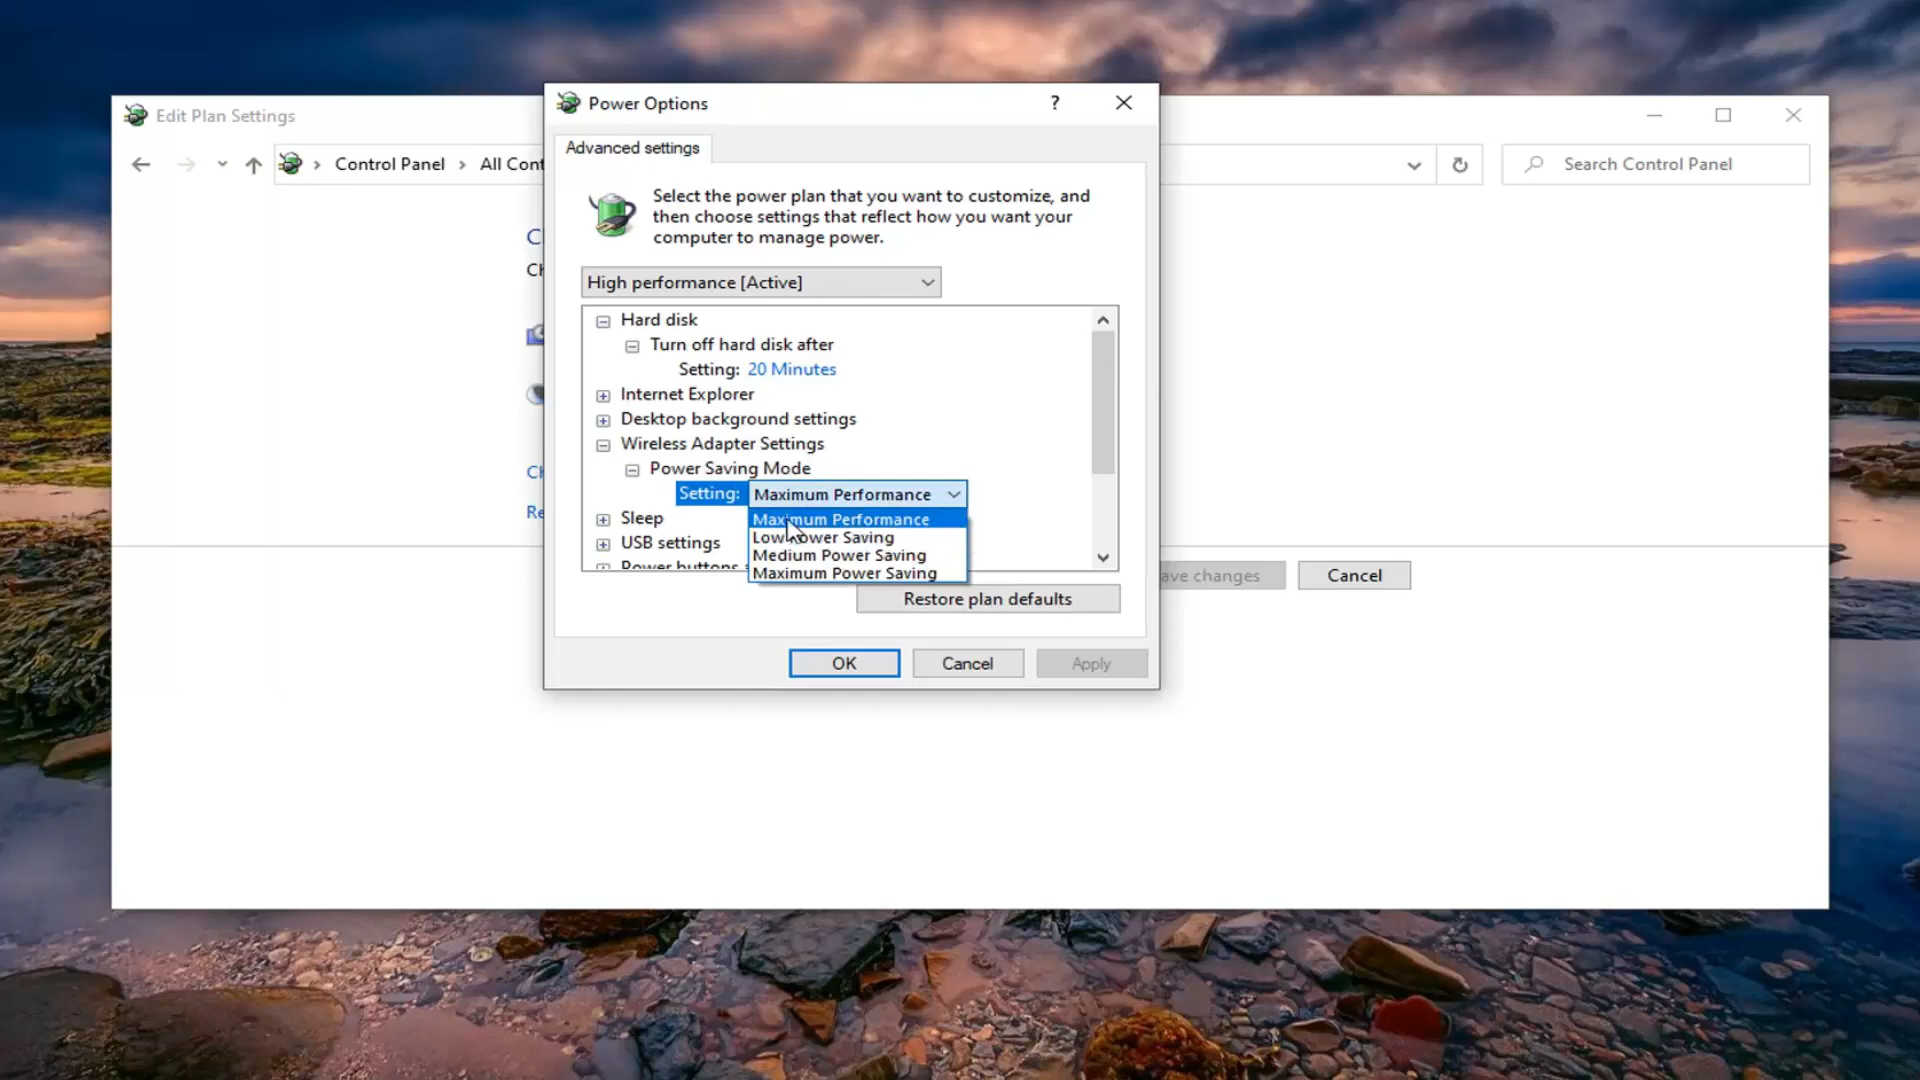 Edit Plan Settings
Control Panel
All Cont
Search Control Panel
Power Options
?
Advanced settings
Select the power plan that you want to customize, and
then choose settings that reflect how you want your
computer to manage power.
High performance [Active]
Hard disk
Turn off hard disk after
Setting: 20 Minutes
Internet Explorer
Desktop background settings
Wireless Adapter Settings
Power Saving Mode
Setting: Maximum Performance
Maximum Performance
Low Power Saving
Medium Power Saving
Maximum Power Saving
Sleep
USB settings
Power buttons
Restore plan defaults
OK
Cancel
Apply
ave changes
Cancel